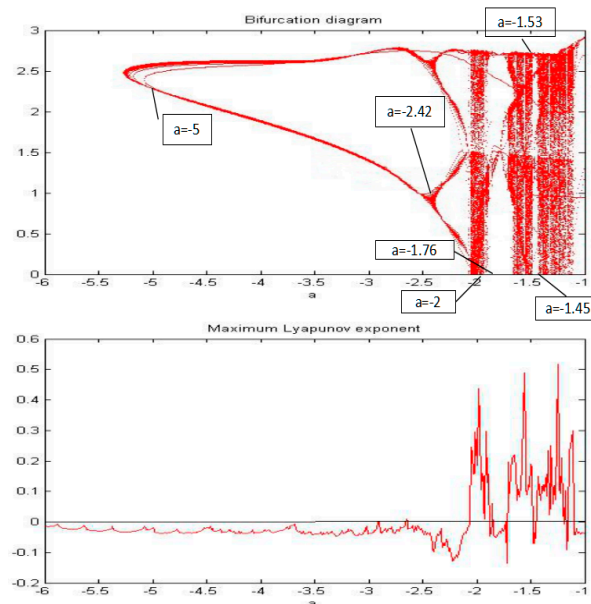 Bifurcation diagram
3
2.5
2
1.5
1
0.5
0
a=-1.53
a=-5
a=-2.42
a=-1.76
a=-2
a=-1.45
-6 -5.5 -5 -4.5 -4 -3.5 -3 -2.5 -2 -1.5 -1
a
Maximum Lyapunov exponent
0.6
0.5
0.4
0.3
0.2
0.1
0
-0.1
-0.2
-6 -5.5 -5 -4.5 -4 -3.5 -3 -2.5 -2 -1.5 -1
a